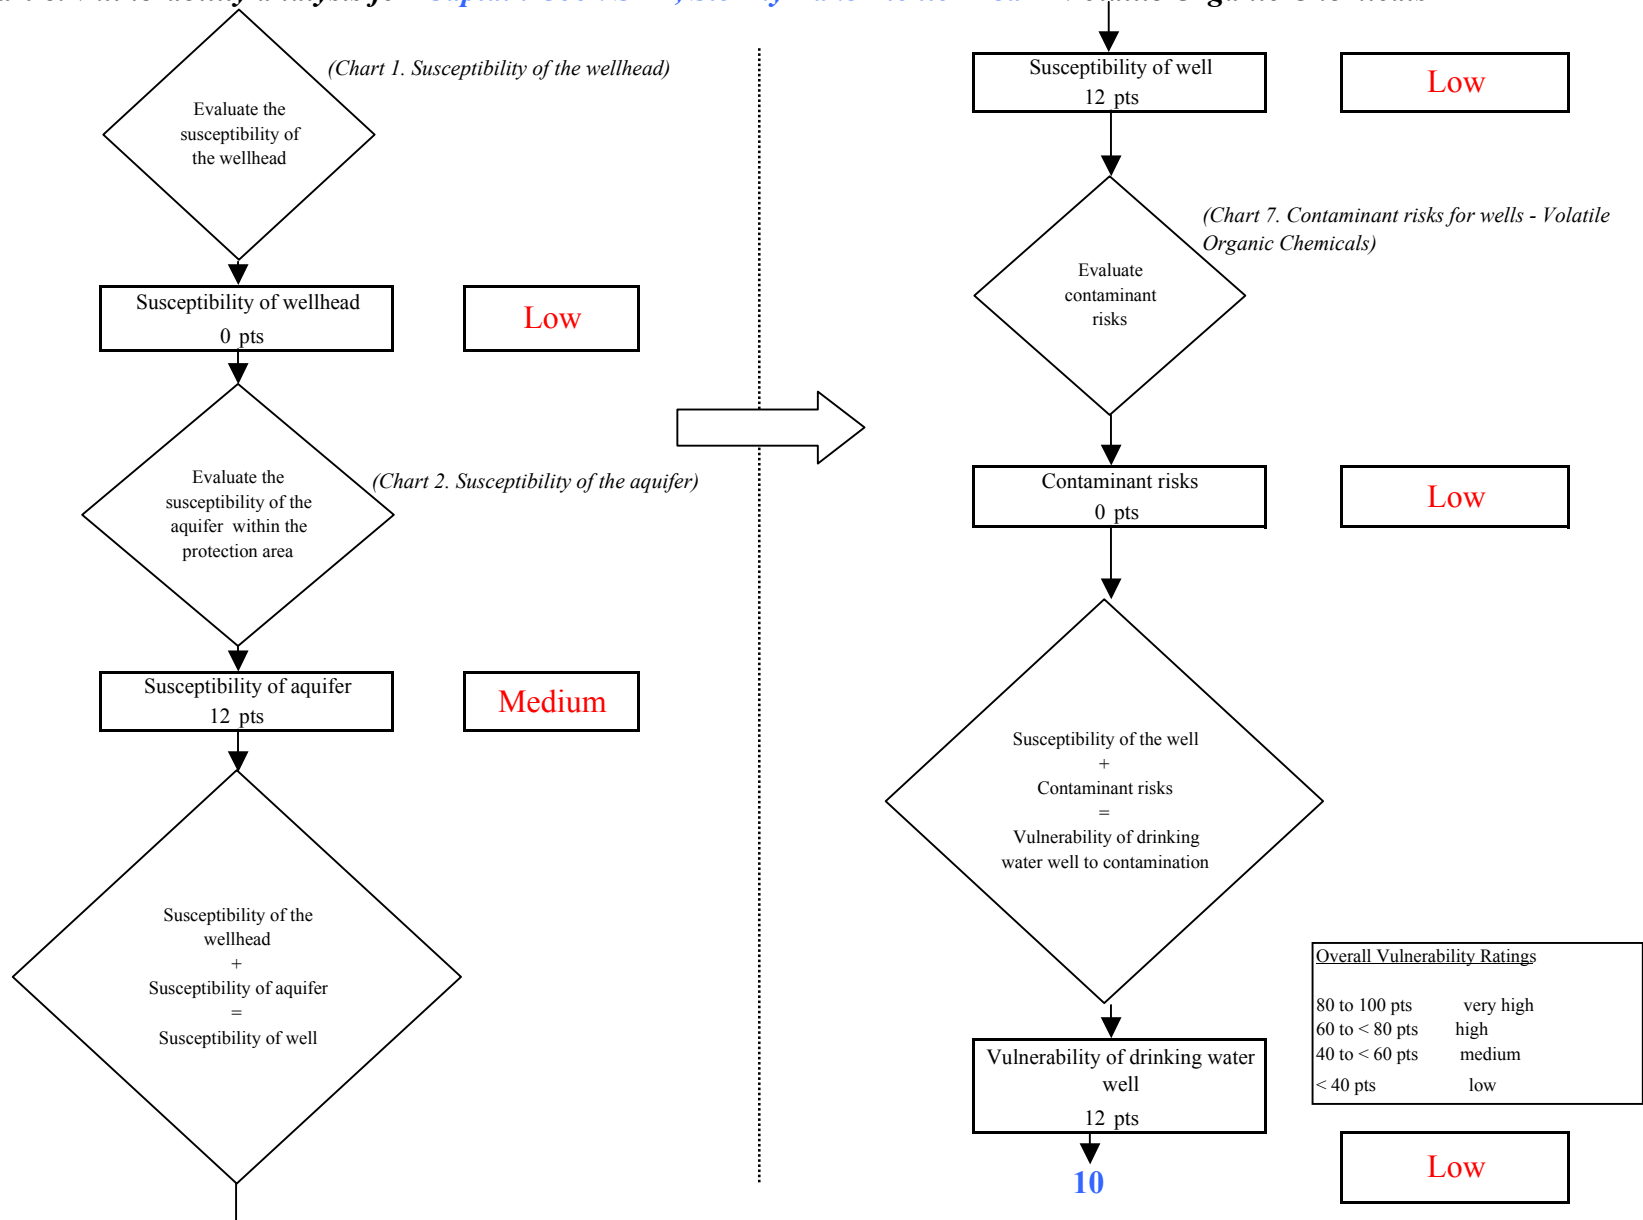 (Chart 1. Susceptibility of the wellhead)
Evaluate the
susceptibility of
the wellhead
Susceptibility of wellhead
0 pts
Low
Evaluate the
susceptibility of the
aquifer within the
protection area
(Chart 2. Susceptibility of the aquifer)
Susceptibility of aquifer
12 pts
Medium
Susceptibility of the
wellhead
+
Susceptibility of aquifer
=
Susceptibility of well
Susceptibility of well
12 pts
Low
(Chart 7. Contaminant risks for wells - Volatile
Organic Chemicals)
Evaluate
contaminant
risks
Contaminant risks
0 pts
Low
Susceptibility of the well
+
Contaminant risks
=
Vulnerability of drinking
water well to contamination
Overall Vulnerability Ratings
80 to 100 pts very high
60 to < 80 pts high
40 to < 60 pts medium
< 40 pts low
Vulnerability of drinking water
well
12 pts
10
Low